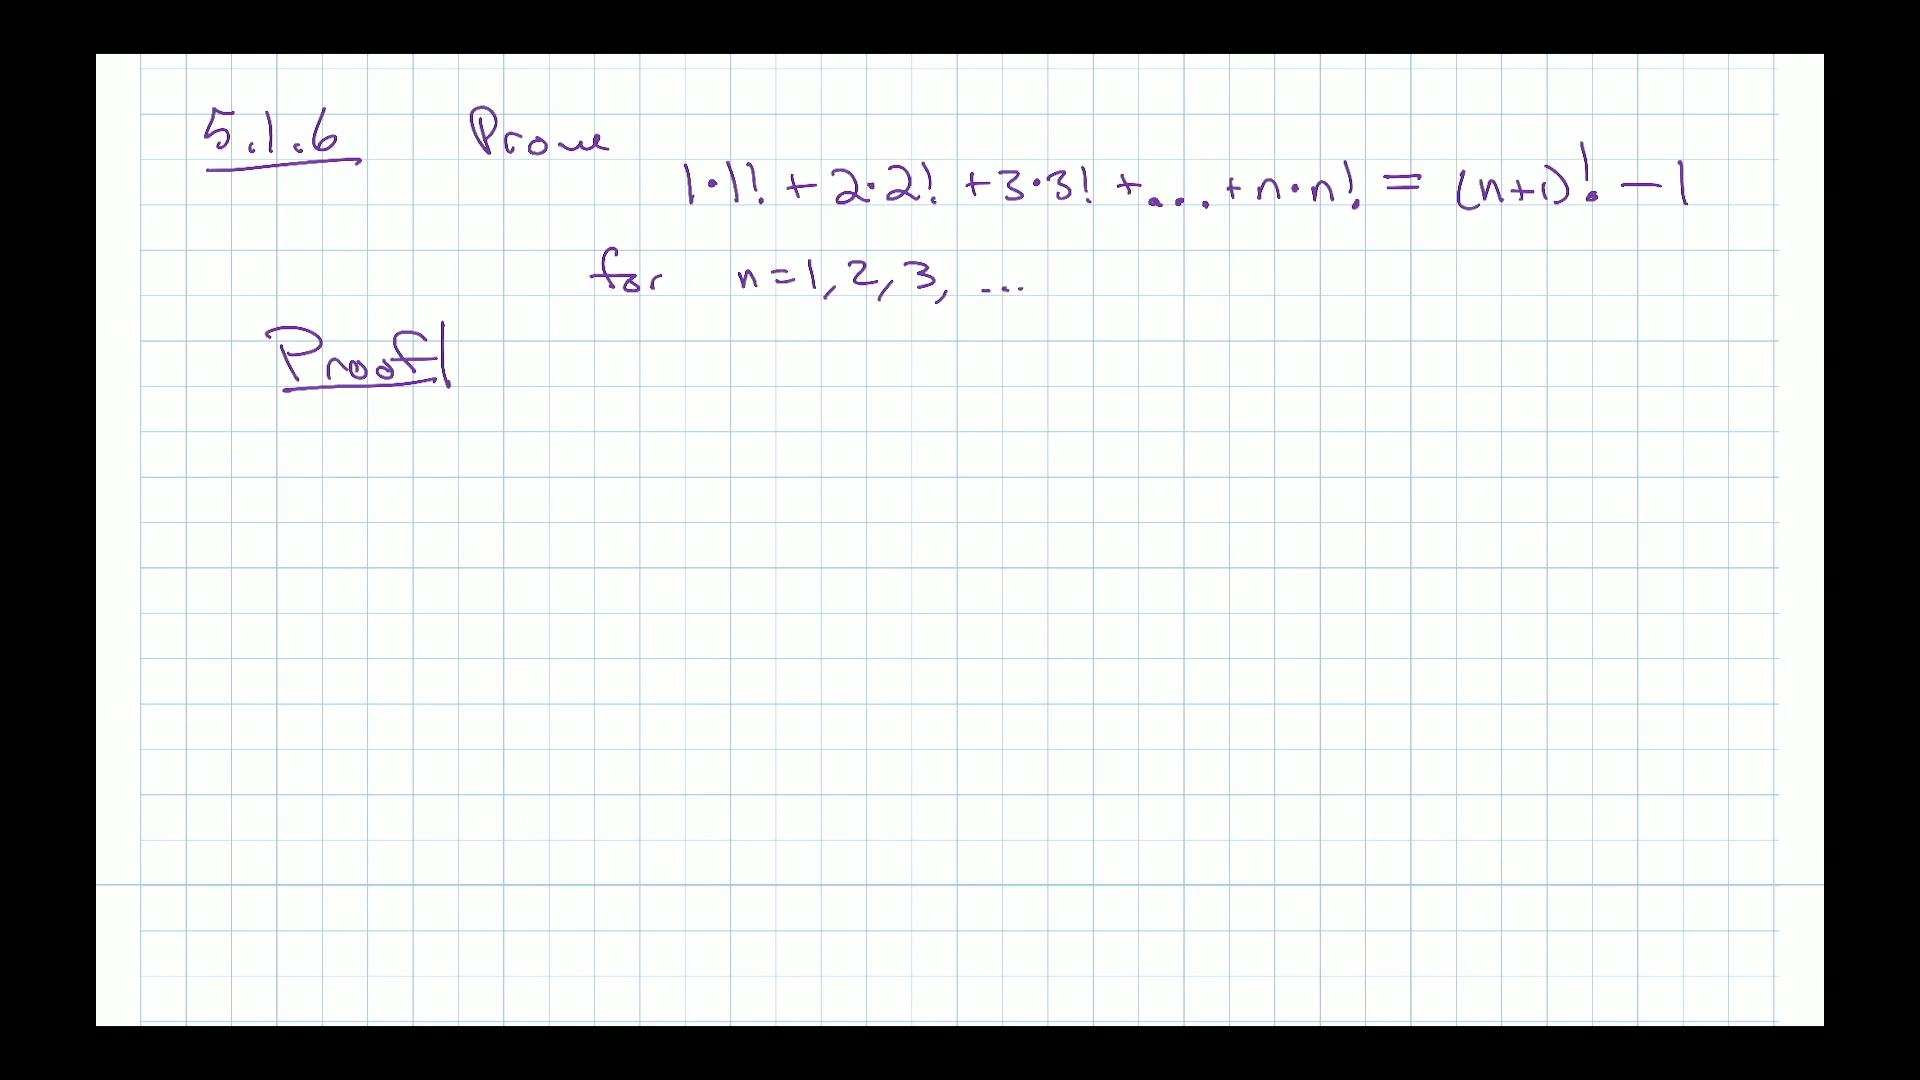 5.1.6 Prove
1·1! + 2·2! + 3·3! + ... + n·n! = (n+1)! - 1
for n = 1, 2, 3, ...
Proof